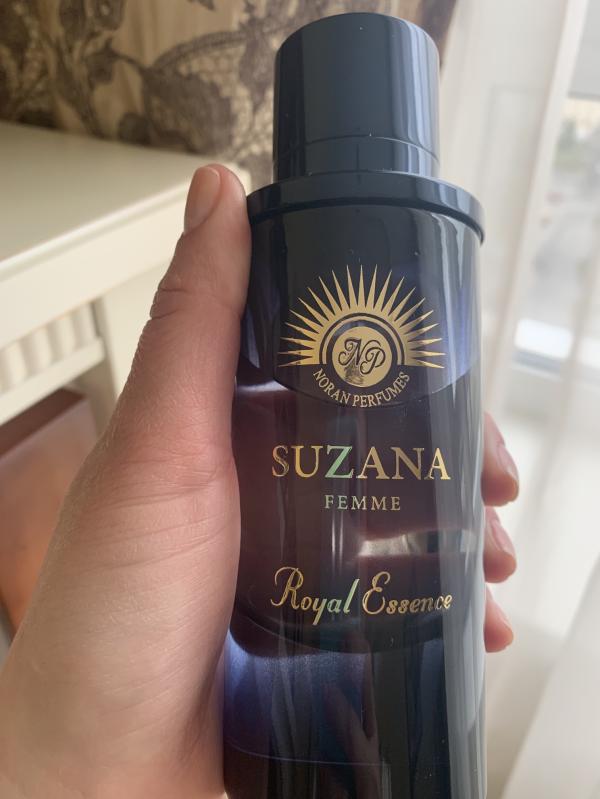 NP
NORAN PERFUMES
SUZANA
FEMME
Royal Essence